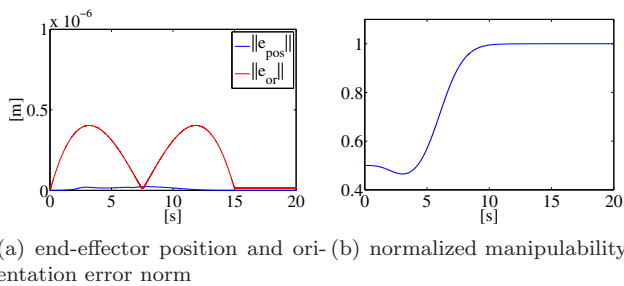 1 x 10⁻⁶
||e_pos||
||e_or||
[m]
0.5
0
0 5 10 15 20
[s]
1
0.8
0.6
0.4
0 5 10 15 20
[s]
(a) end-effector position and ori-
entation error norm
(b) normalized manipulability